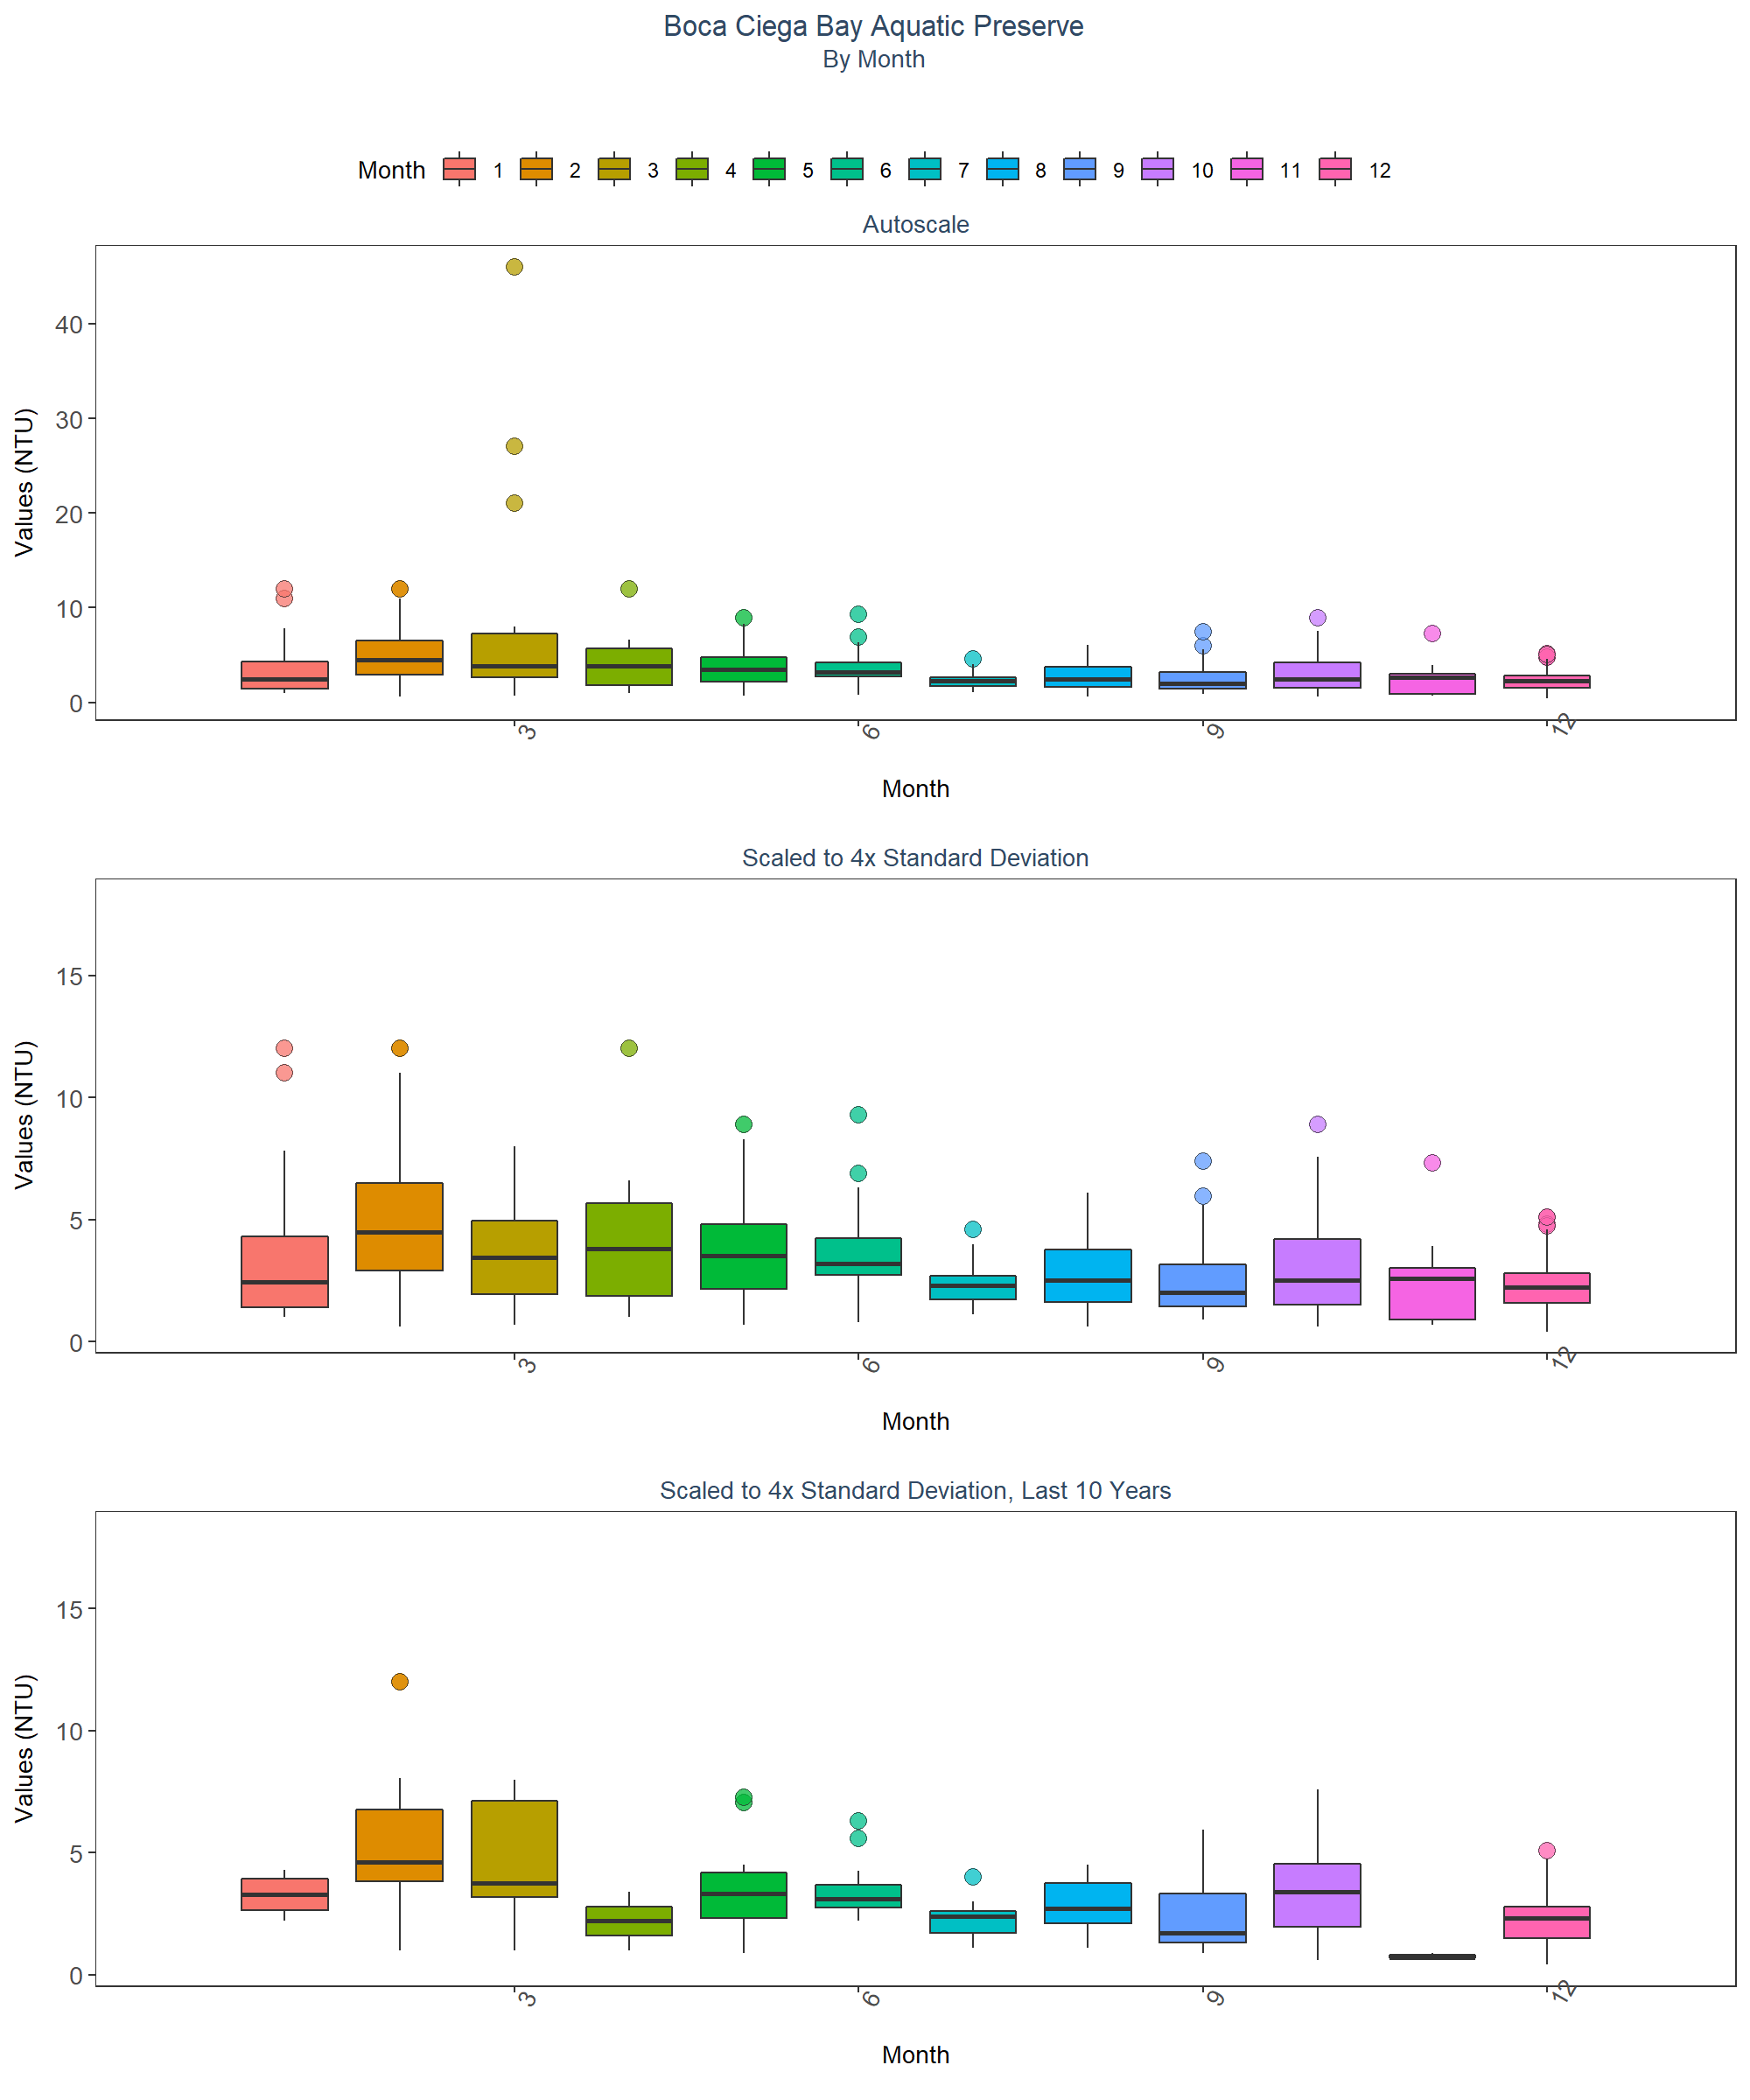 Boca Ciega Bay Aquatic Preserve
By Month
Month 1 2 3 4 5 6 7 8 9 10 11 12
Autoscale
Values (NTU)
40
30
20
10
0
3 6 9 12
Month
Scaled to 4x Standard Deviation
Values (NTU)
15
10
5
0
3 6 9 12
Month
Scaled to 4x Standard Deviation, Last 10 Years
Values (NTU)
15
10
5
0
3 6 9 12
Month